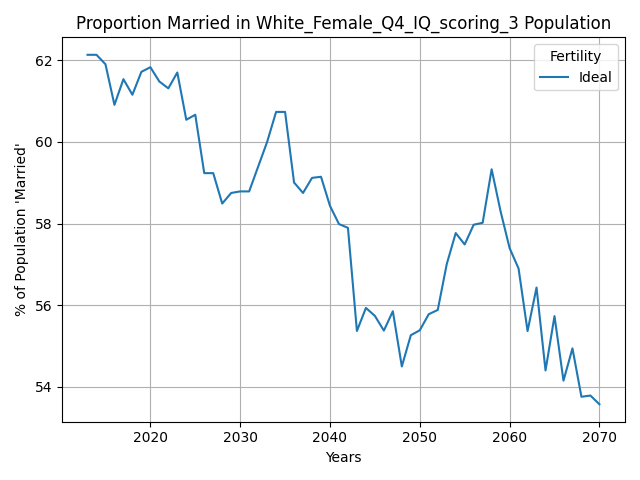 Proportion Married in White_Female_Q4_IQ_scoring_3 Population
Fertility
Ideal
% of Population 'Married'
62
60
58
56
54
2020 2030 2040 2050 2060 2070
Years